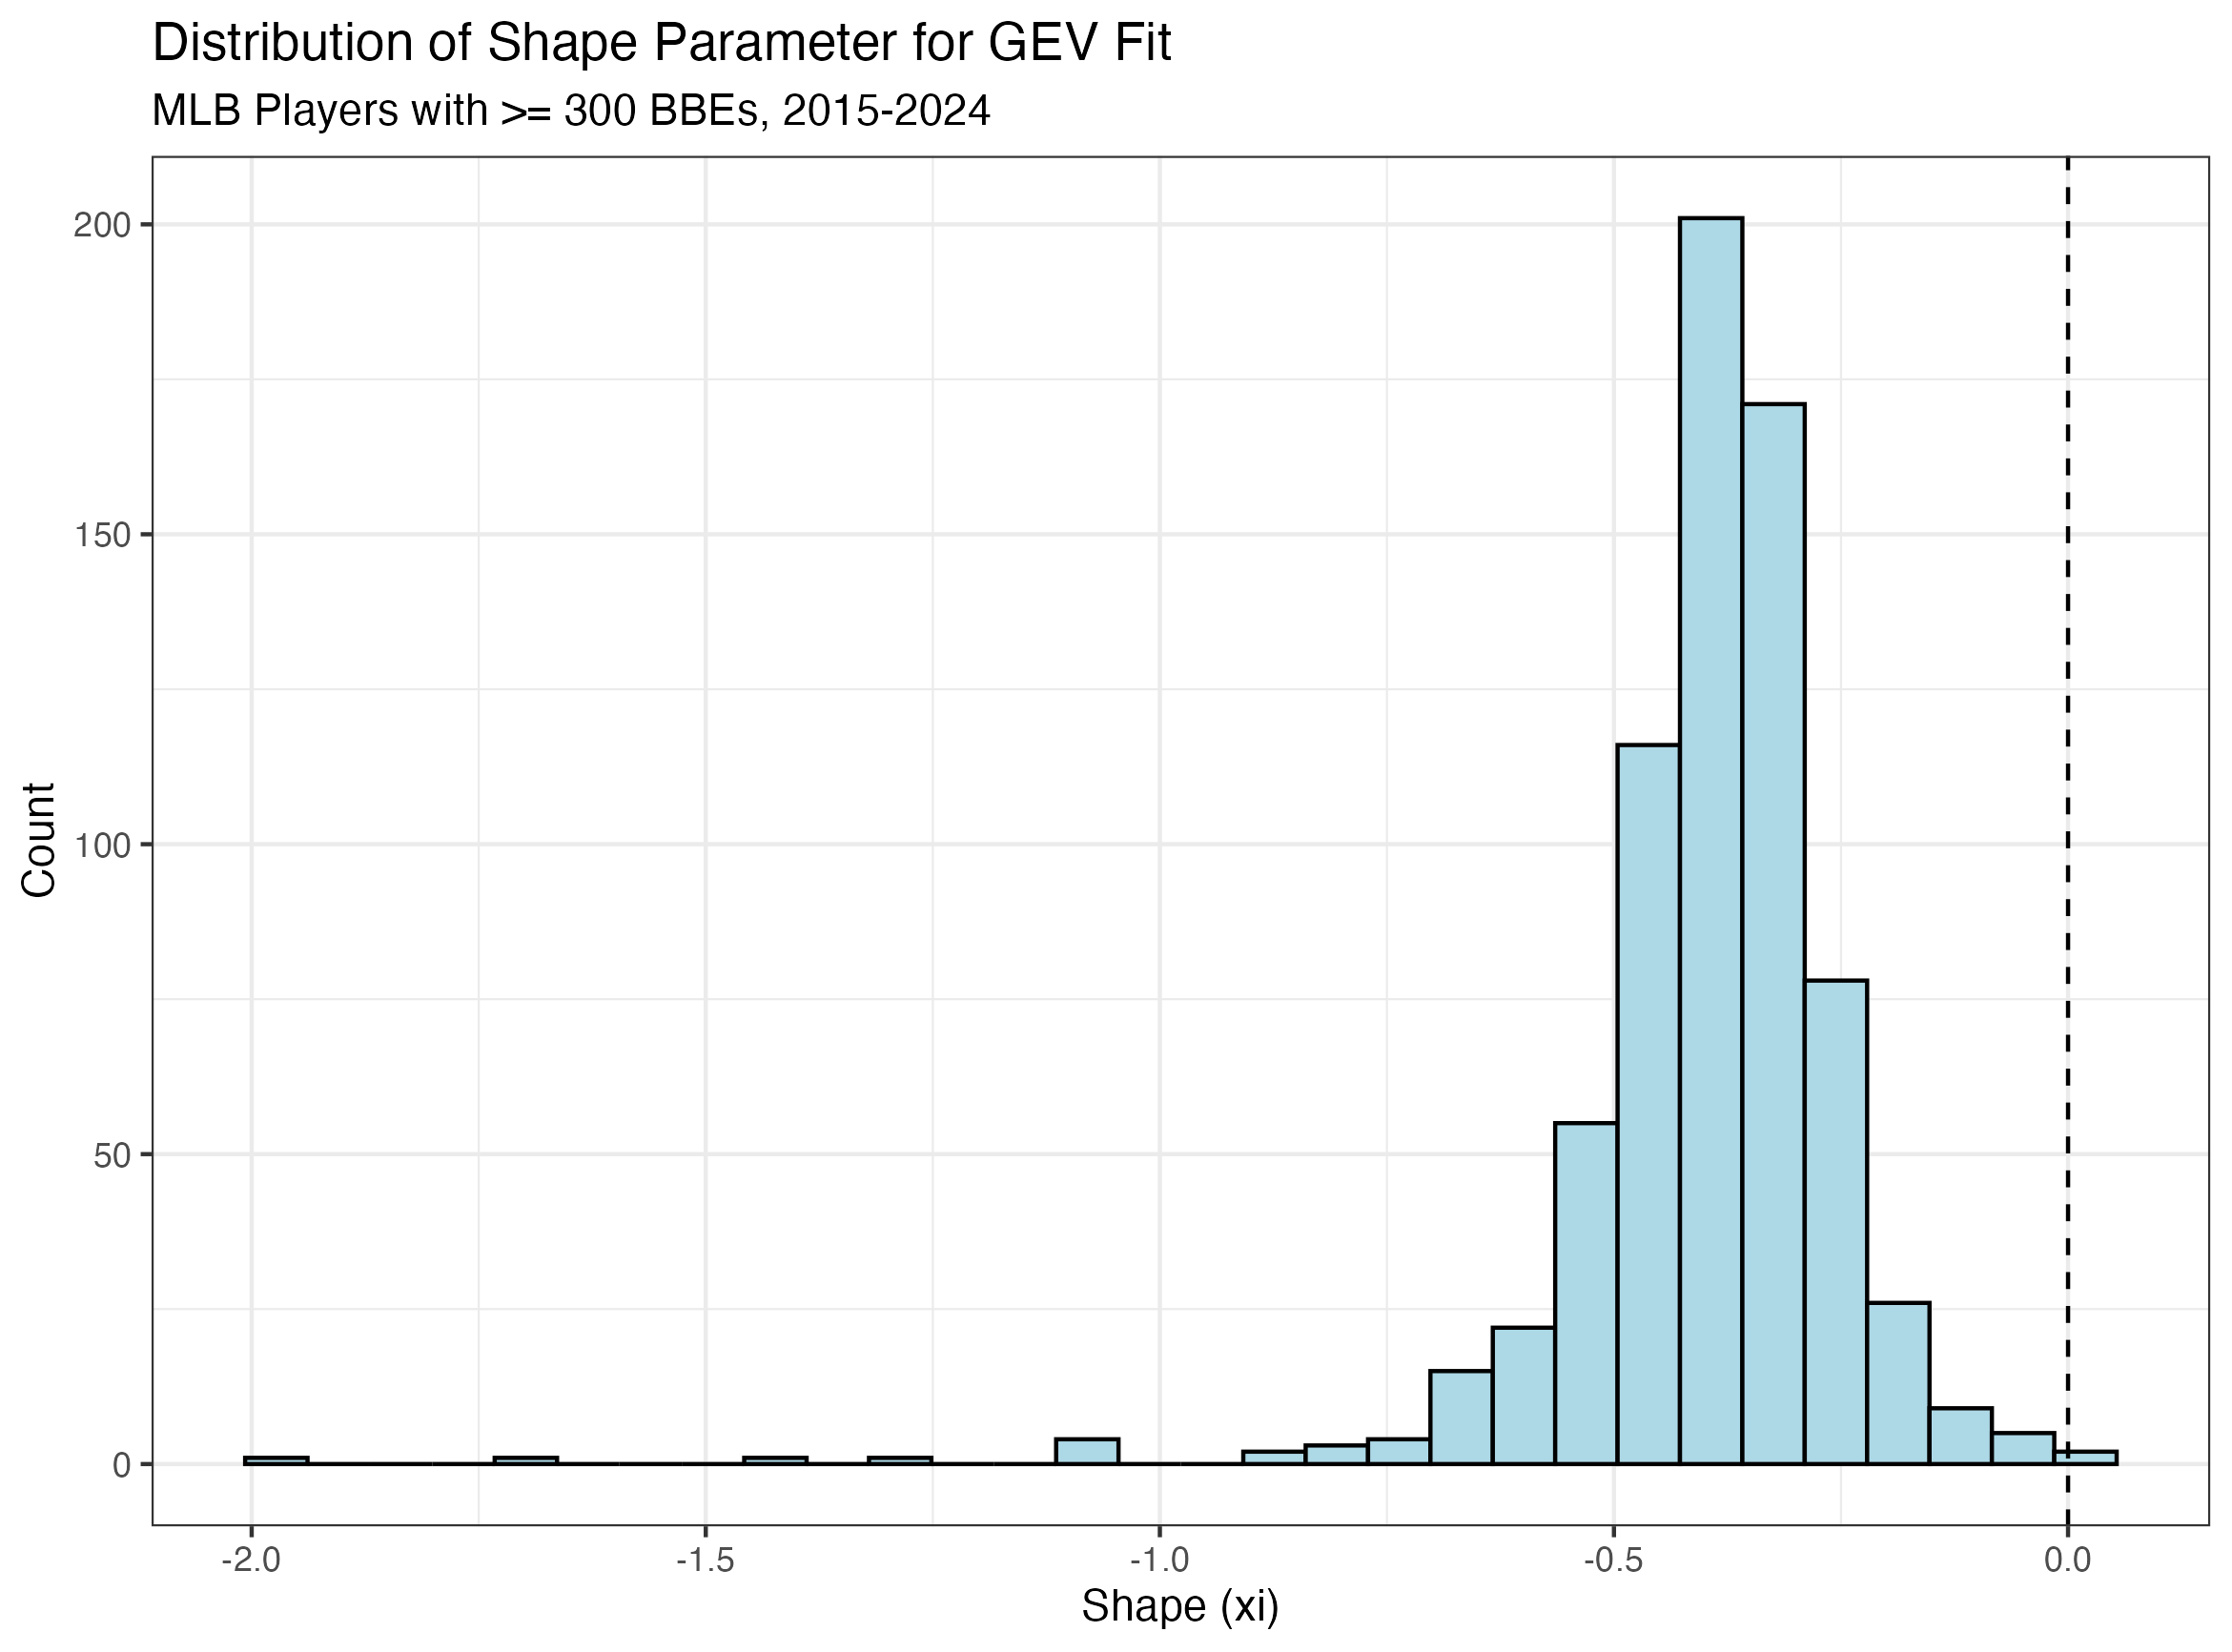 Distribution of Shape Parameter for GEV Fit
MLB Players with >= 300 BBEs, 2015-2024
200
150
100
50
0
Count
-2.0
-1.5
-1.0
-0.5
0.0
Shape (xi)